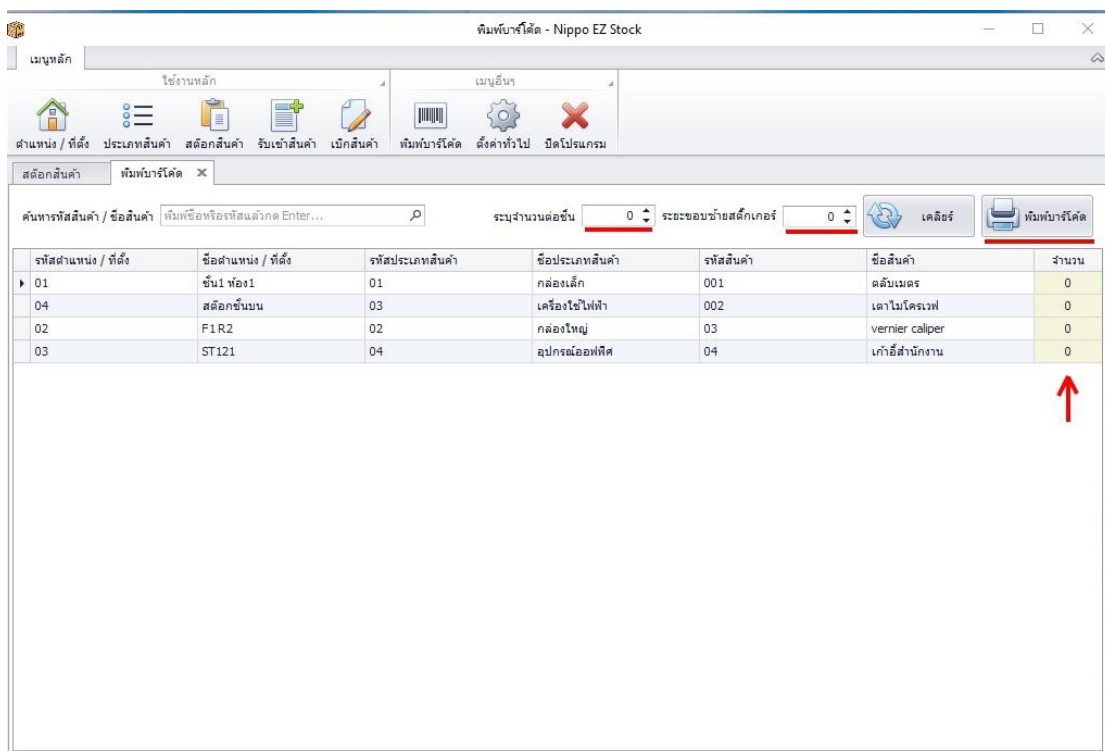 พิมพ์บาร์โค้ด - Nippo EZ Stock
เมนูหลัก
ใช้งานหลัก เมนูอื่นๆ
ตำแหน่ง / ที่ตั้ง ประเภทสินค้า สต๊อกสินค้า รับเข้าสินค้า เบิกสินค้า พิมพ์บาร์โค้ด ตั้งค่าทั่วไป ปิดโปรแกรม
สต๊อกสินค้า พิมพ์บาร์โค้ด
ค้นหารหัสสินค้า / ชื่อสินค้า พิมพ์ชื่อหรือรหัสแล้วกด Enter... ระบุจำนวนต่อชิ้น 0 ระยะขอบซ้ายสติ๊กเกอร์ 0 เคลียร์ พิมพ์บาร์โค้ด
รหัสตำแหน่ง / ที่ตั้ง ชื่อตำแหน่ง / ที่ตั้ง รหัสประเภทสินค้า ชื่อประเภทสินค้า รหัสสินค้า ชื่อสินค้า จำนวน
01 ชั้น1 ห้อง1 01 กล่องเล็ก 001 ตลับเมตร 0
04 สต๊อกชั้นบน 03 เครื่องใช้ไฟฟ้า 002 เตาไมโครเวฟ 0
02 F1 R2 02 กล่องใหญ่ 03 vernier caliper 0
03 ST121 04 อุปกรณ์ออฟฟิศ 04 เก้าอี้สำนักงาน 0